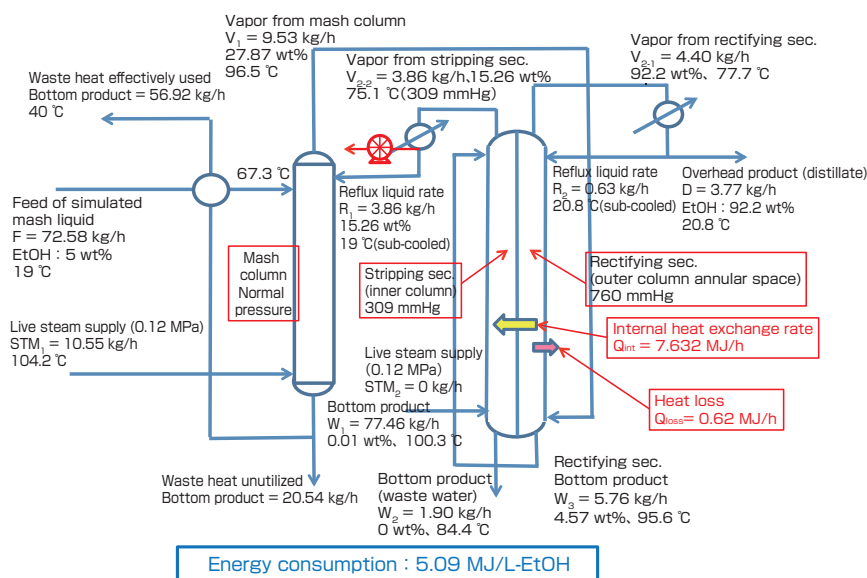 Vapor from mash column
V₁ = 9.53 kg/h
27.87 wt%
96.5 ℃
Vapor from stripping sec.
V₂₋₂ = 3.86 kg/h、15.26 wt%
75.1 ℃(309 mmHg)
Vapor from rectifying sec.
V₂₋₁ = 4.40 kg/h
92.2 wt%、77.7 ℃
Waste heat effectively used
Bottom product = 56.92 kg/h
40 ℃
67.3 ℃
Feed of simulated
mash liquid
F = 72.58 kg/h
EtOH : 5 wt%
19 ℃
Reflux liquid rate
R₁ = 3.86 kg/h
15.26 wt%
19 ℃(sub-cooled)
Reflux liquid rate
R₂ = 0.63 kg/h
20.8 ℃(sub-cooled)
Overhead product (distillate)
D = 3.77 kg/h
EtOH : 92.2 wt%
20.8 ℃
Mash
column
Normal
pressure
Stripping sec.
(inner column)
309 mmHg
Rectifying sec.
(outer column annular space)
760 mmHg
Internal heat exchange rate
Qint = 7.632 MJ/h
Live steam supply (0.12 MPa)
STM₁ = 10.55 kg/h
104.2 ℃
Live steam supply
(0.12 MPa)
STM₂ = 0 kg/h
Heat loss
Qloss= 0.62 MJ/h
Bottom product
W₁ = 77.46 kg/h
0.01 wt%、100.3 ℃
Waste heat unutilized
Bottom product = 20.54 kg/h
Bottom product
(waste water)
W₂ = 1.90 kg/h
0 wt%、84.4 ℃
Rectifying sec.
Bottom product
W₃ = 5.76 kg/h
4.57 wt%、95.6 ℃
Energy consumption : 5.09 MJ/L-EtOH